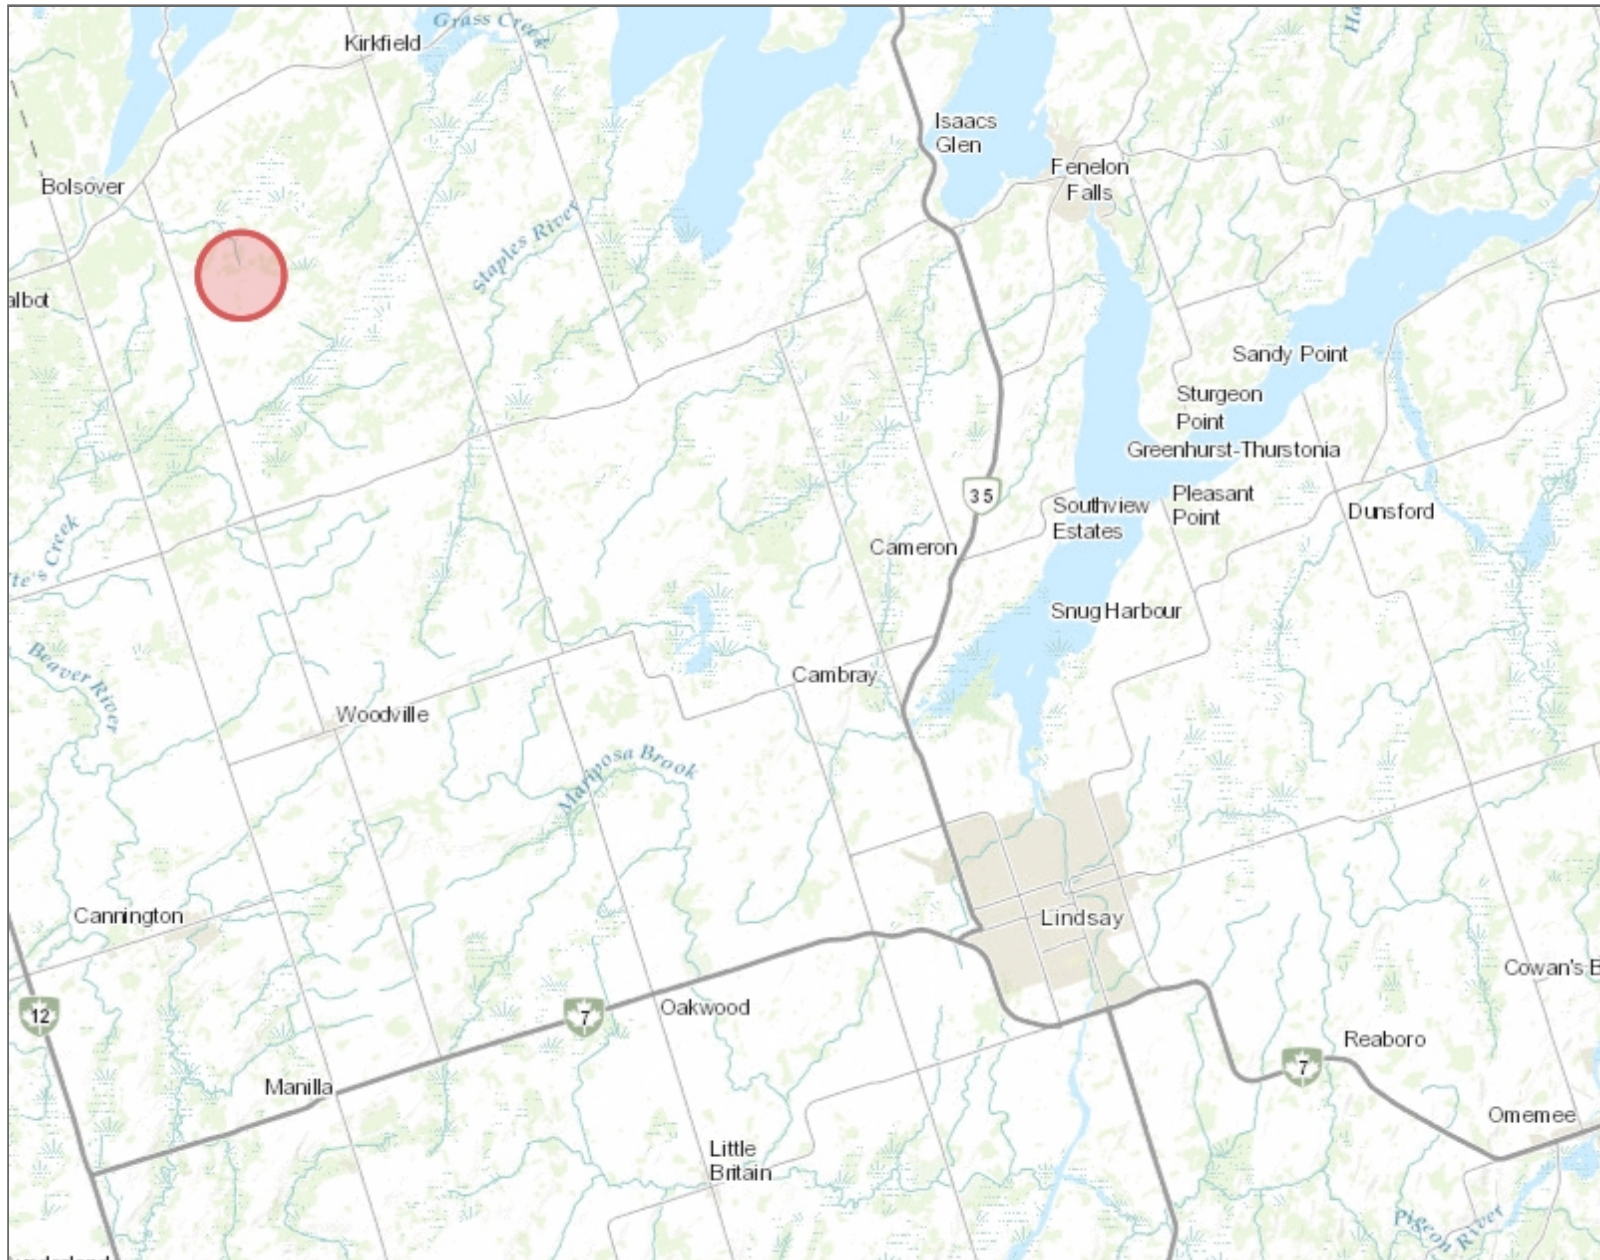 Grass Creek
Kirkfield
Isaacs
Glen
Fenelon
Falls
Bolsover
Staples River
albot
Sandy Point
Sturgeon
Point
Greenhurst-Thurstonia
35
Southview
Estates
Pleasant
Point
Dunsford
Cameron
te's Creek
Snug Harbour
Beaver River
Cambray
Woodville
Mariposa Brook
Cannington
Lindsay
Cowan's B
12
7
Oakwood
Reaboro
7
Manilla
Omemee
Little
Britain
Pigeon River